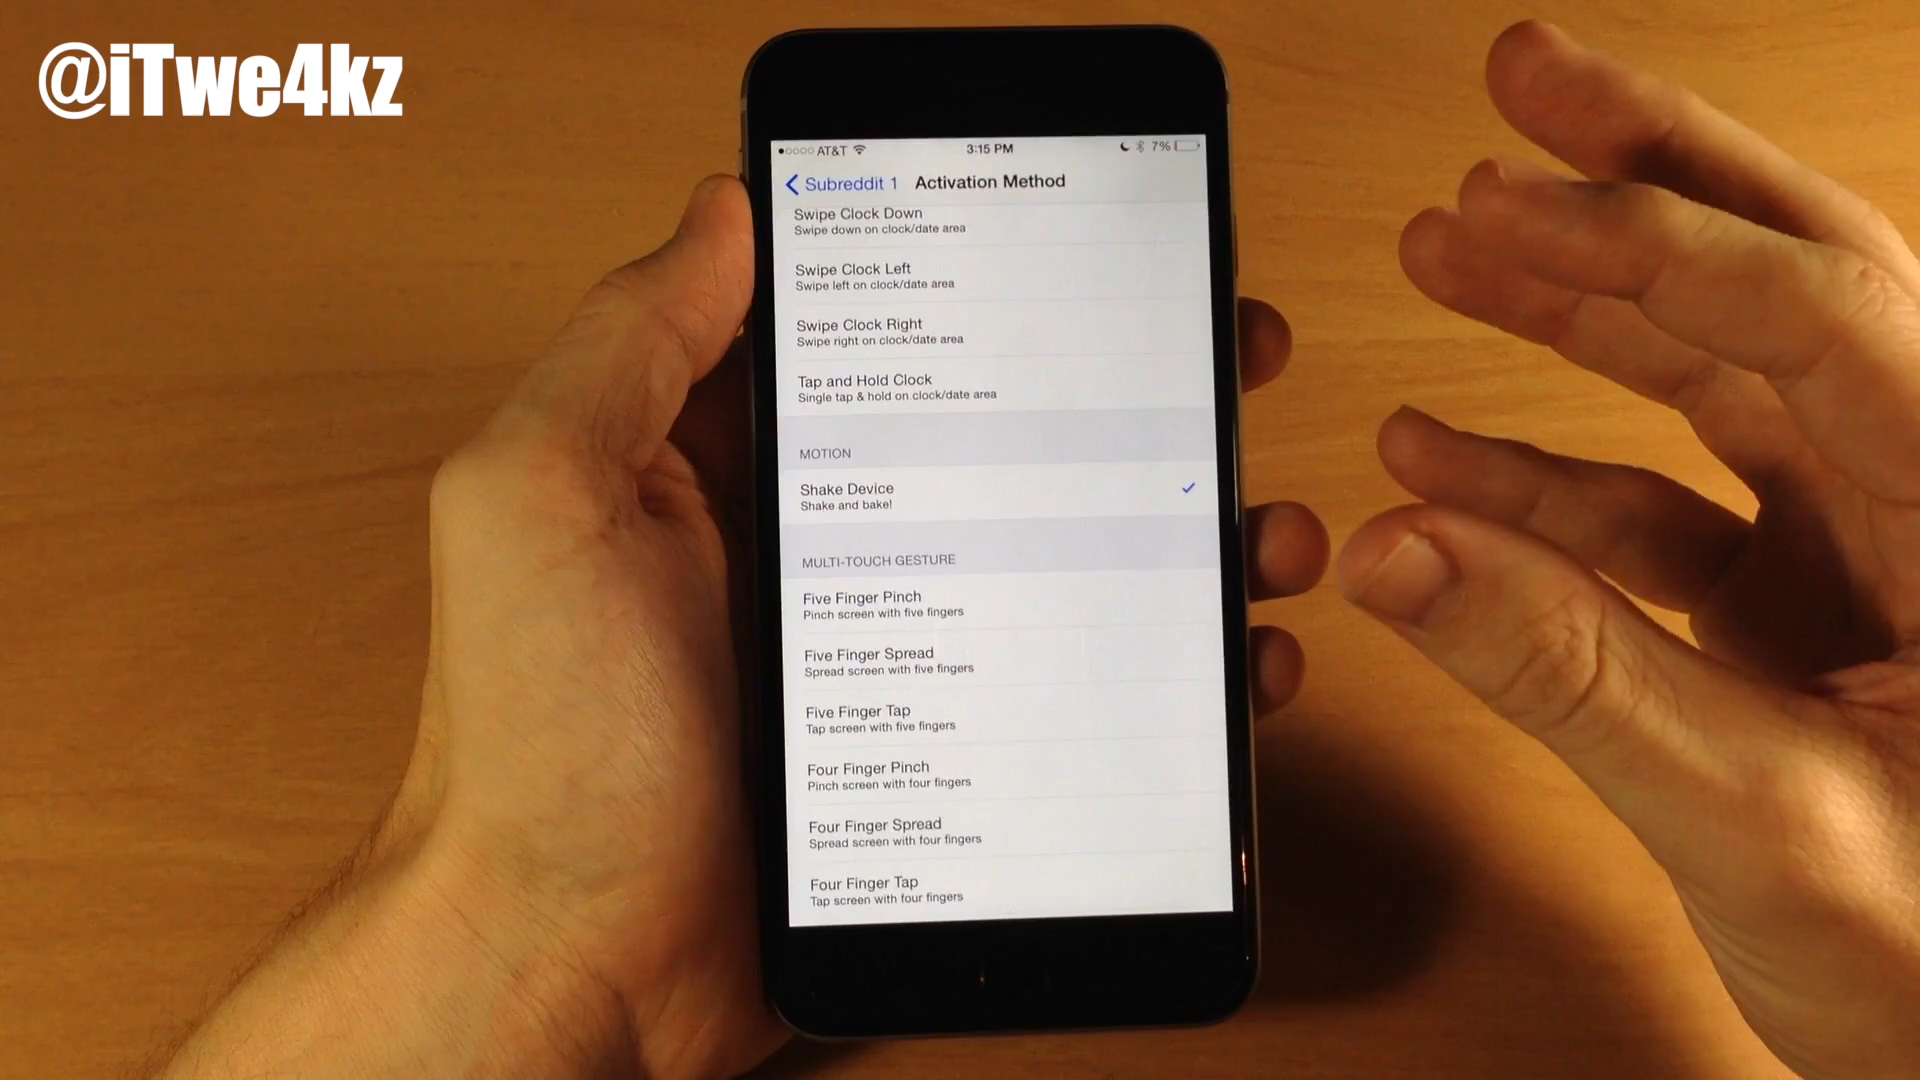 @iTwe4kz
AT&T 3:15 PM 7%
Subreddit 1 Activation Method
Swipe Clock Down
Swipe down on clock/date area
Swipe Clock Left
Swipe left on clock/date area
Swipe Clock Right
Swipe right on clock/date area
Tap and Hold Clock
Single tap & hold on clock/date area
MOTION
Shake Device
Shake and bake!
MULTI-TOUCH GESTURE
Five Finger Pinch
Pinch screen with five fingers
Five Finger Spread
Spread screen with five fingers
Five Finger Tap
Tap screen with five fingers
Four Finger Pinch
Pinch screen with four fingers
Four Finger Spread
Spread screen with four fingers
Four Finger Tap
Tap screen with four fingers